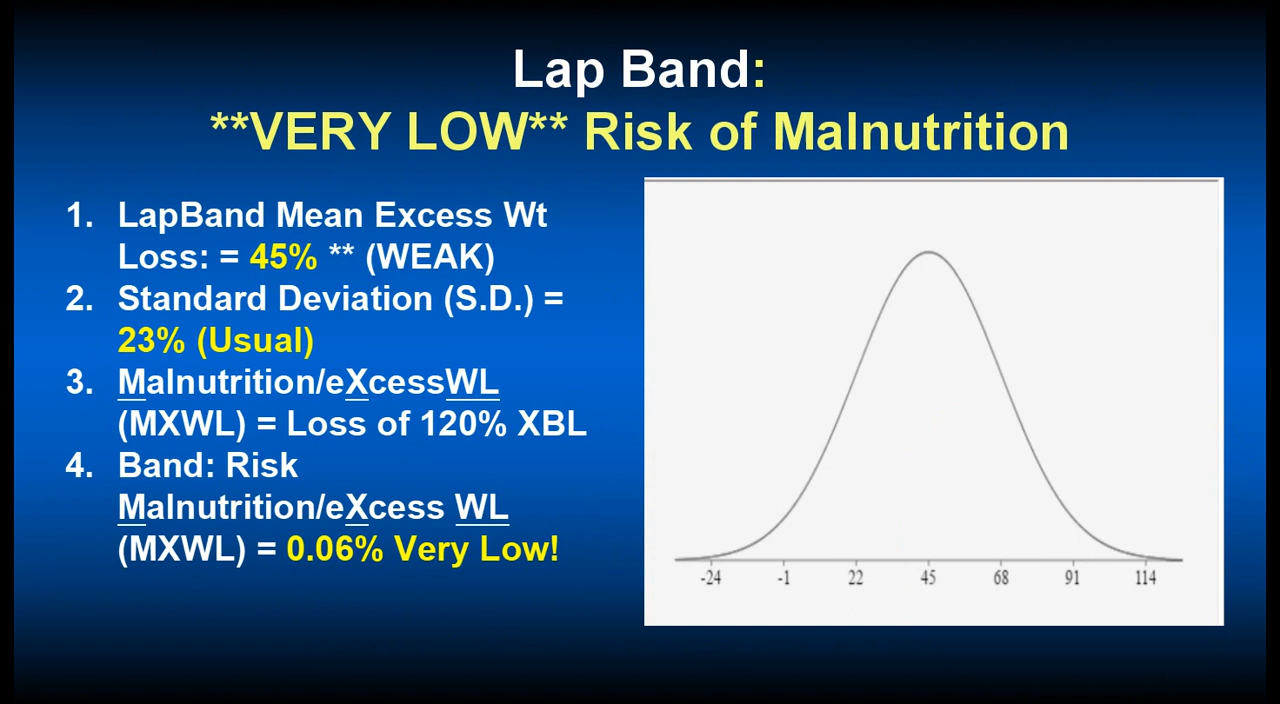 Lap Band:
**VERY LOW** Risk of Malnutrition
1. LapBand Mean Excess Wt
Loss: = 45% ** (WEAK)
2. Standard Deviation (S.D.) =
23% (Usual)
3. Malnutrition/eXcessWL
(MXWL) = Loss of 120% XBL
4. Band: Risk
Malnutrition/eXcess WL
(MXWL) = 0.06% Very Low!
-24 -1 22 45 68 91 114